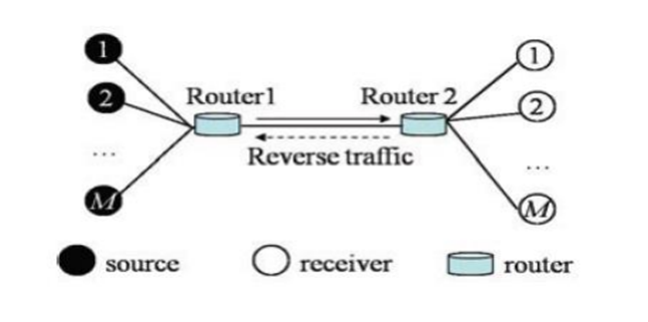 1
1
Router1
Router 2
2
2
...
Reverse traffic
...
M
M
source
receiver
router